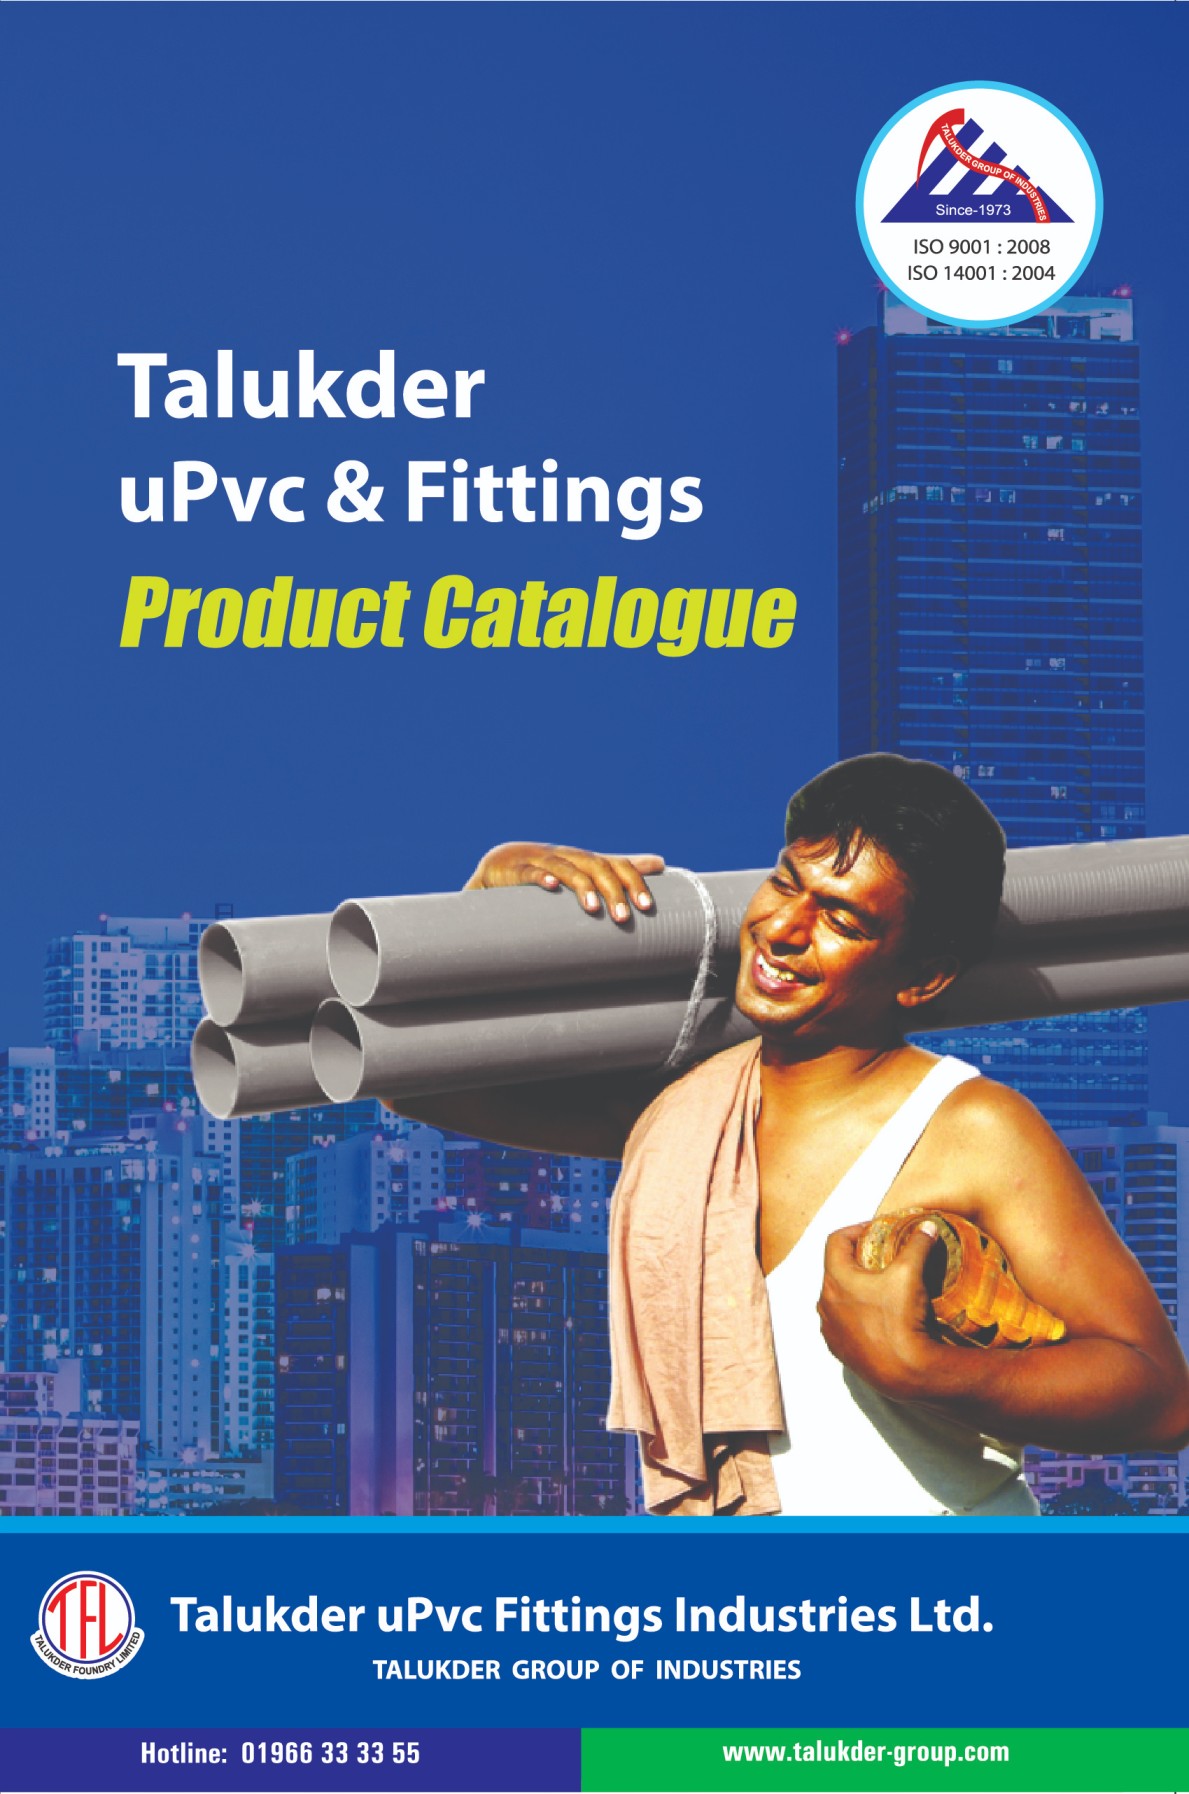 TALUKDER GROUP OF INDUSTRIES
Since-1973
ISO 9001 : 2008
ISO 14001 : 2004
Talukder
uPvc & Fittings
Product Catalogue
TFL
TALUKDER FOUNDRY LIMITED
Talukder uPvc Fittings Industries Ltd.
TALUKDER GROUP OF INDUSTRIES
Hotline: 01966 33 33 55
www.talukder-group.com